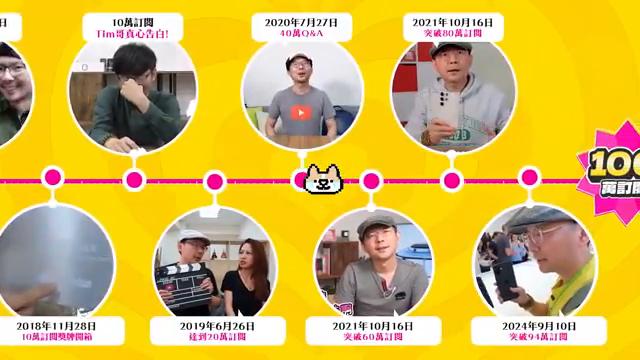 10萬訂閱
Tim哥真心告白!
2020年7月27日
40萬Q&A
2021年10月16日
突破80萬訂閱
100
萬訂閱
2018年11月28日
10萬訂閱獎牌開箱
2019年6月26日
達到20萬訂閱
2021年10月16日
突破60萬訂閱
2024年9月10日
突破94萬訂閱